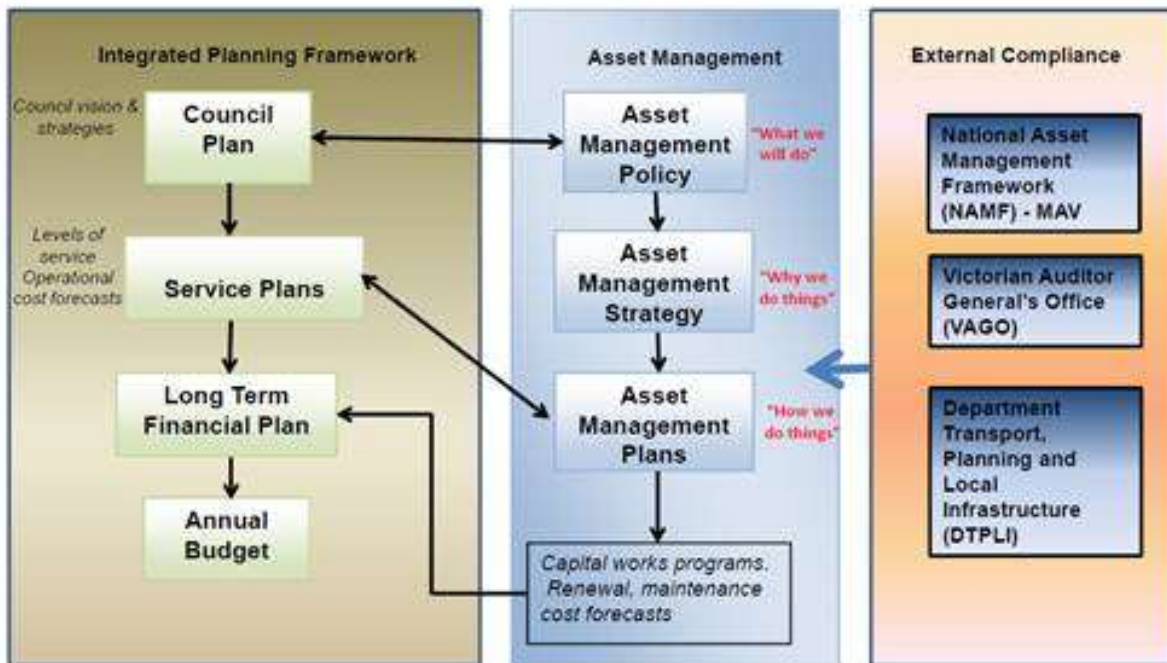 Integrated Planning Framework
Council vision &
strategies
Council
Plan
Levels of
service
Operational
cost forecasts
Service Plans
Long Term
Financial Plan
Annual
Budget
Asset Management
Asset
Management
Policy
"What we
will do"
Asset
Management
Strategy
"Why we
do things"
Asset
Management
Plans
"How we
do things"
Capital works programs.
Renewal, maintenance
cost forecasts
External Compliance
National Asset
Management
Framework
(NAMF) - MAV
Victorian Auditor
General's Office
(VAGO)
Department
Transport,
Planning and
Local
Infrastructure
(DTPLI)